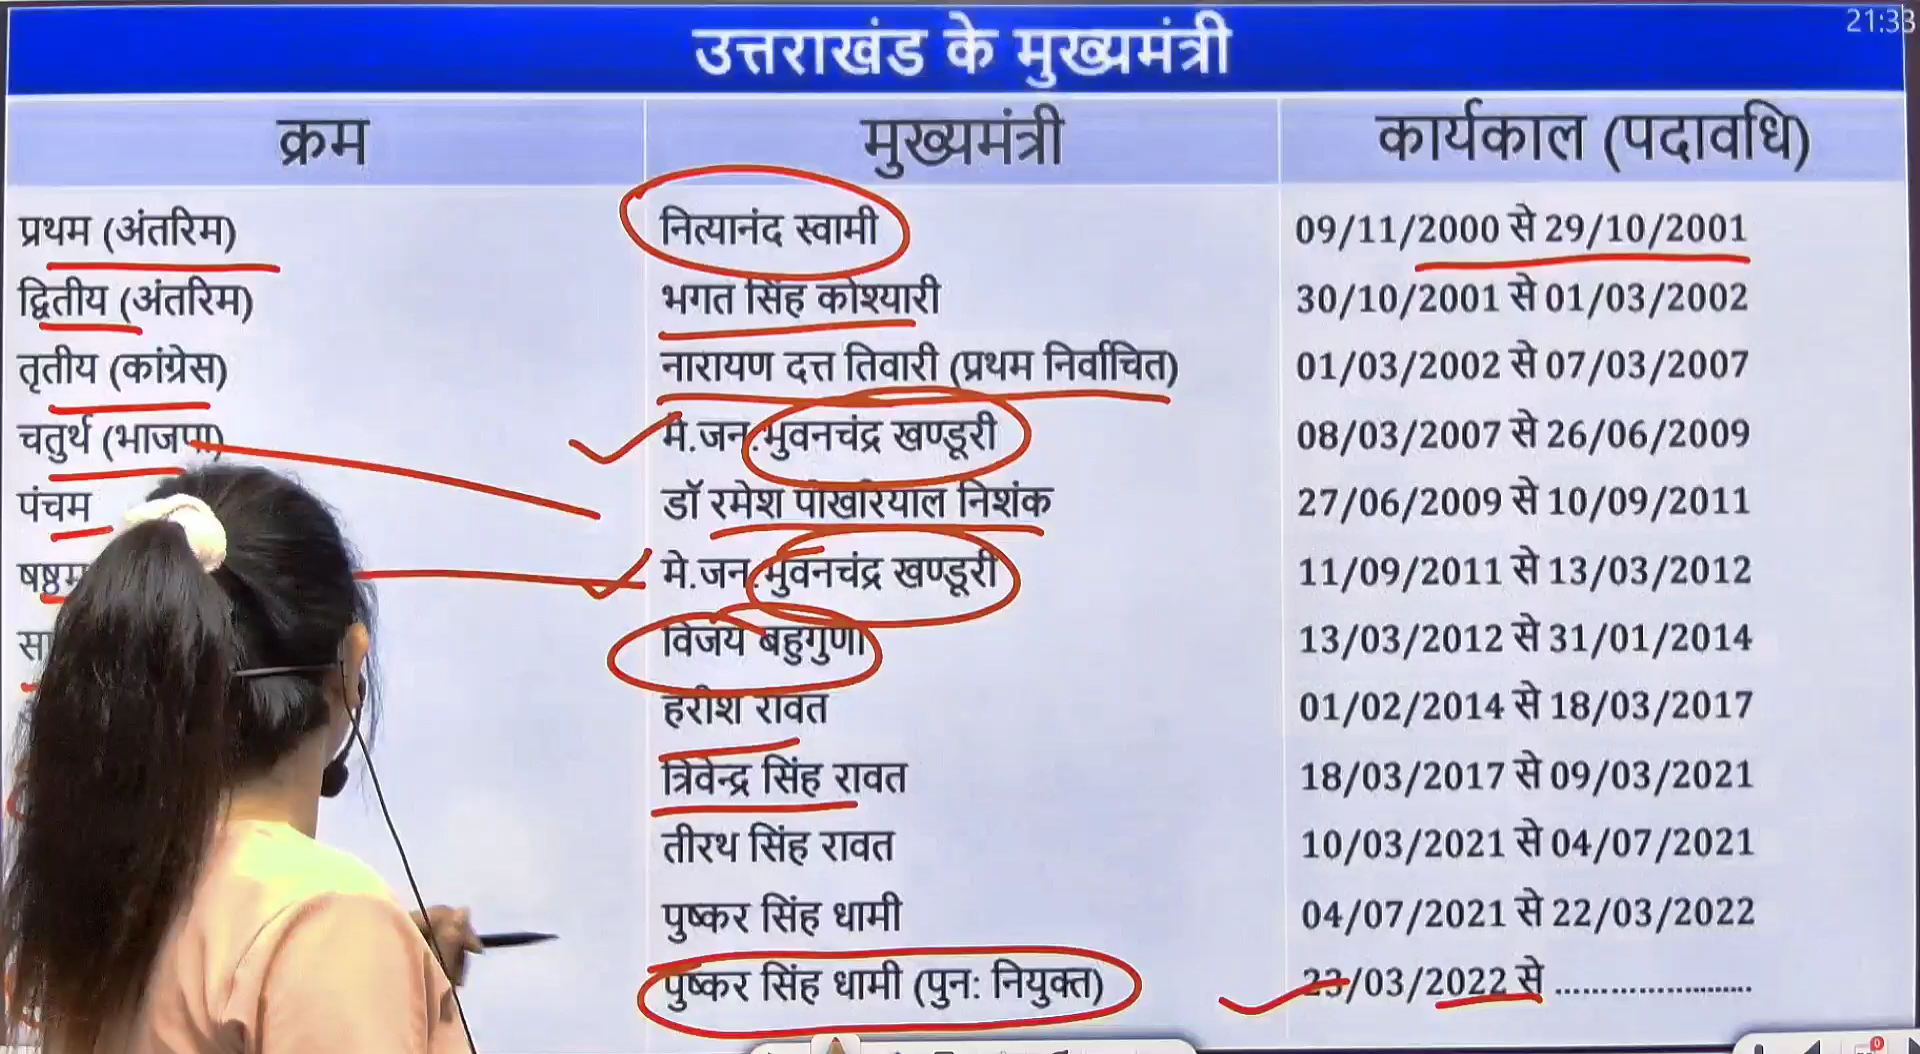 21:33
उत्तराखंड के मुख्यमंत्री
क्रम मुख्यमंत्री कार्यकाल (पदावधि)
प्रथम (अंतरिम) नित्यानंद स्वामी 09/11/2000 से 29/10/2001
द्वितीय (अंतरिम) भगत सिंह कोश्यारी 30/10/2001 से 01/03/2002
तृतीय (कांग्रेस) नारायण दत्त तिवारी (प्रथम निर्वाचित) 01/03/2002 से 07/03/2007
चतुर्थ (भाजपा) मे.जन.भुवनचंद्र खण्डूरी 08/03/2007 से 26/06/2009
पंचम डॉ रमेश पोखरियाल निशंक 27/06/2009 से 10/09/2011
मे.जन.भुवनचंद्र खण्डूरी 11/09/2011 से 13/03/2012
विजय बहुगुणा 13/03/2012 से 31/01/2014
हरीश रावत 01/02/2014 से 18/03/2017
त्रिवेन्द्र सिंह रावत 18/03/2017 से 09/03/2021
तीरथ सिंह रावत 10/03/2021 से 04/07/2021
पुष्कर सिंह धामी 04/07/2021 से 22/03/2022
पुष्कर सिंह धामी (पुन: नियुक्त) 23/03/2022 से .......................